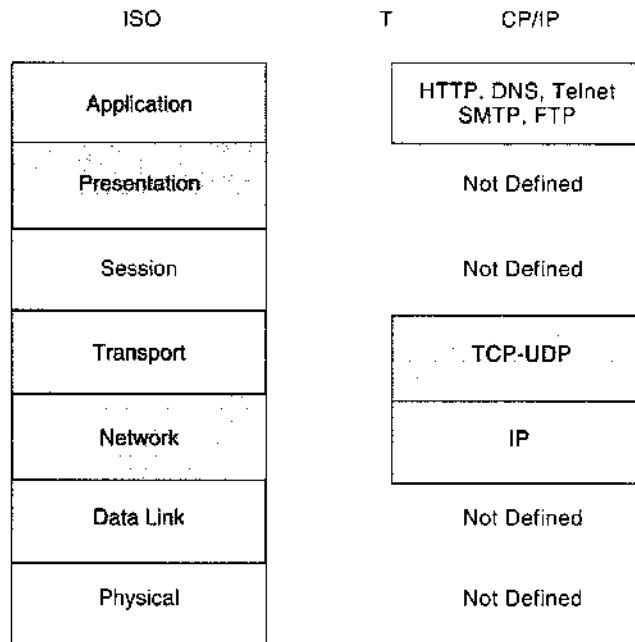 ISO T CP/IP
Application
HTTP. DNS, Telnet
SMTP, FTP
Presentation
Not Defined
Session
Not Defined
Transport
TCP-UDP
Network
IP
Data Link
Not Defined
Physical
Not Defined